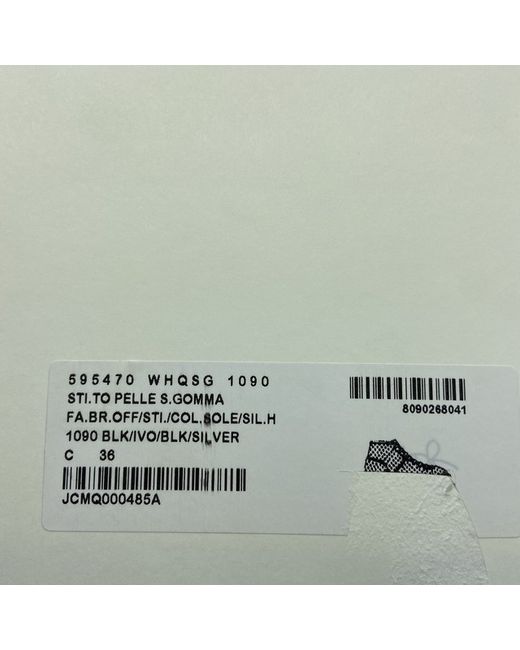 595470 WHQSG 1090
STI.TO PELLE S.GOMMA
8090268041
FA.BR.OFF/STI./COL.SOLE/SIL.H
1090 BLK/IVO/BLK/SILVER
C 36
JCMQ000485A